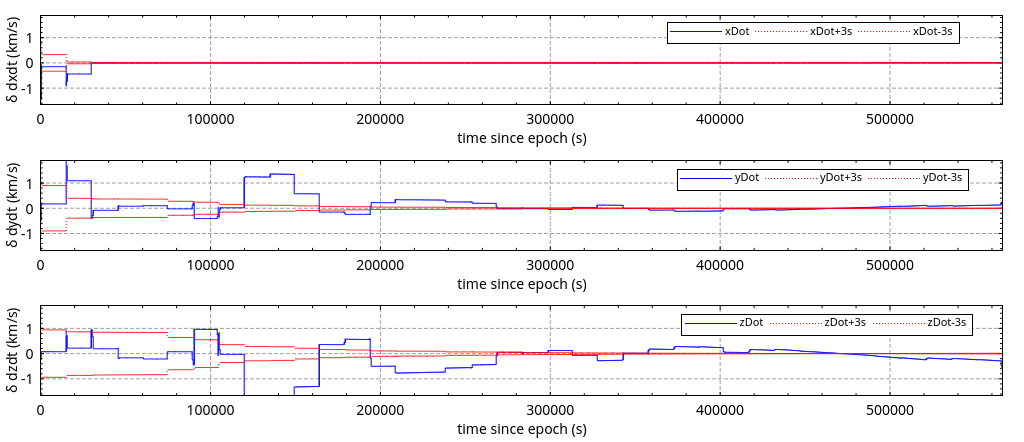 δ dxdt (km/s)
1
0
-1
xDot xDot+3s xDot-3s
0 100000 200000 300000 400000 500000
time since epoch (s)
δ dydt (km/s)
1
0
-1
yDot yDot+3s yDot-3s
0 100000 200000 300000 400000 500000
time since epoch (s)
δ dzdt (km/s)
1
0
-1
zDot zDot+3s zDot-3s
0 100000 200000 300000 400000 500000
time since epoch (s)